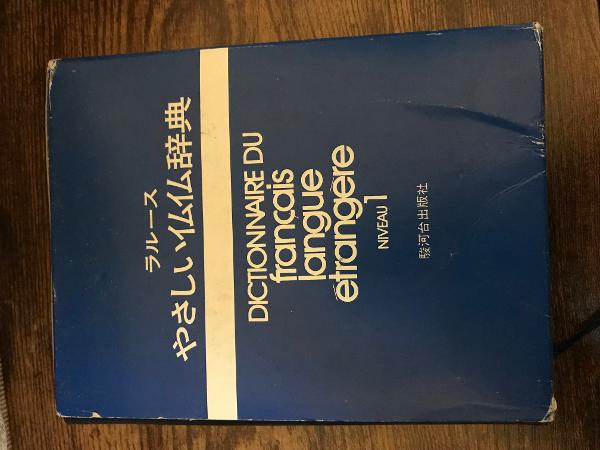 ラルース
やさしい仏仏辞典
DICTIONNAIRE DU
français
langue
étrangère
NIVEAU 1
駿河台出版社